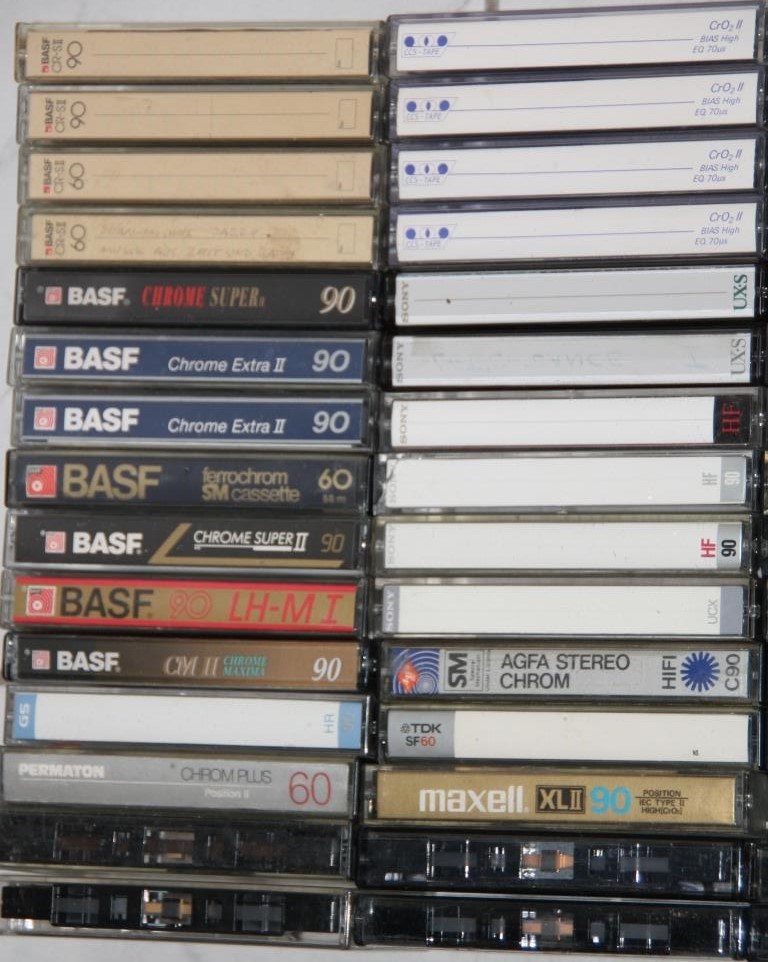 BASF
CR-S II
90
BASF
CR-S II
90
BASF
CR-S II
60
BASF
CR-S II
60
BASF CHROME SUPER II 90
BASF Chrome Extra II 90
BASF Chrome Extra II 90
BASF ferrochrom 60
SM cassette 88 m
BASF CHROME SUPER II 90
BASF 90 LH-M I
BASF CM II CHROME 90
MAXIMA
GS HR
PERMATON CHROM PLUS 60
Position II
CrO2 II
BIAS High
CCS-TAPE EQ 70µs
CrO2 II
BIAS High
CCS-TAPE EQ 70µs
CrO2 II
BIAS High
CCS-TAPE EQ 70µs
CrO2 II
BIAS High
CCS-TAPE EQ 70µs
SONY UX-S
SONY UX-S
SONY HF
SONY HF 90
SONY HF 90
SONY UCX
SM AGFA STEREO HIFI C90
CHROM
TDK
SF60
maxell XLII 90 POSITION
IEC TYPE II
HIGH(CrO2)